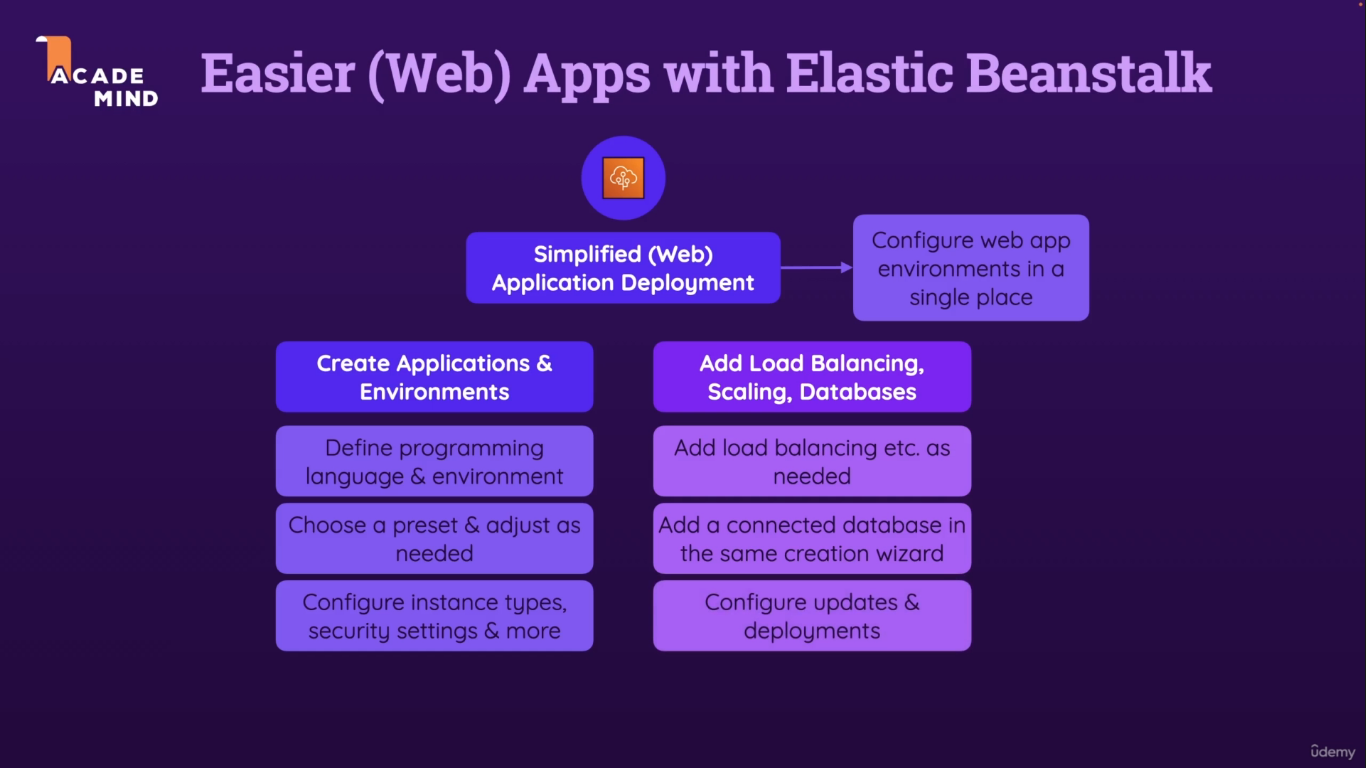 ACADE
MIND
Easier (Web) Apps with Elastic Beanstalk
Simplified (Web)
Application Deployment
Configure web app
environments in a
single place
Create Applications &
Environments
Define programming
language & environment
Choose a preset & adjust as
needed
Configure instance types,
security settings & more
Add Load Balancing,
Scaling, Databases
Add load balancing etc. as
needed
Add a connected database in
the same creation wizard
Configure updates &
deployments
ûdemy